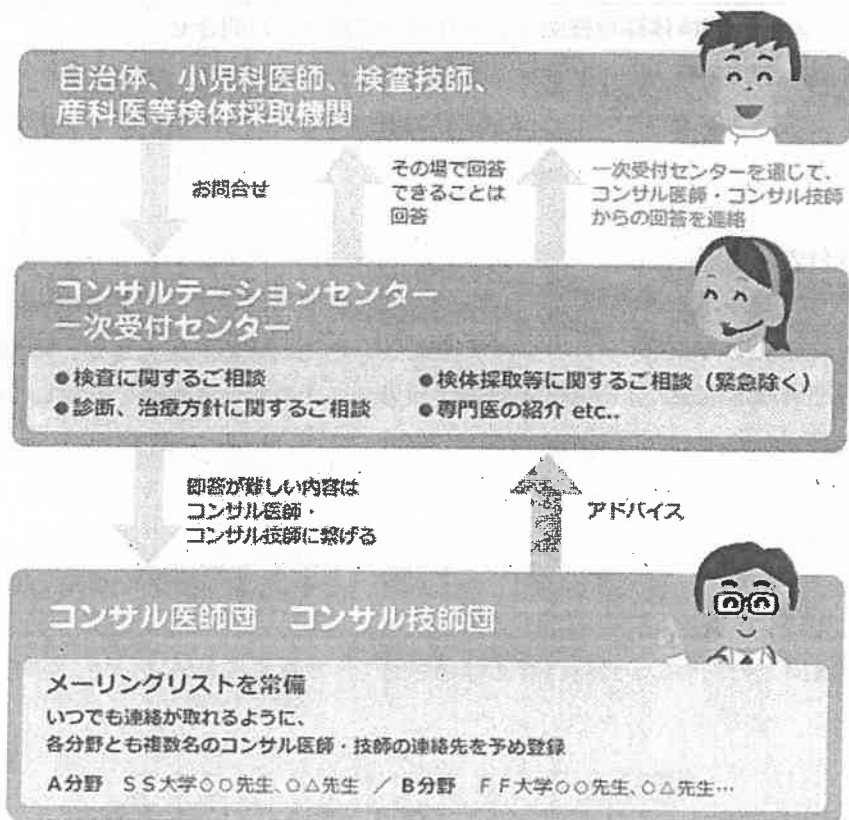 自治体、小児科医師、検査技師、
産科医等検体採取機関
お問合せ
その場で回答
できることは
回答
一次受付センターを通じて、
コンサル医師・コンサル技師
からの回答を連絡
コンサルテーションセンター
一次受付センター
●検査に関するご相談
●検体採取等に関するご相談（緊急除く）
●診断、治療方針に関するご相談
●専門医の紹介 etc..
即答が難しい内容は
コンサル医師・
コンサル技師に繋げる
アドバイス
コンサル医師団　コンサル技師団
メーリングリストを常備
いつでも連絡が取れるように、
各分野とも複数名のコンサル医師・技師の連絡先を予め登録
A分野　ＳＳ大学○○先生、○△先生 ／ B分野　ＦＦ大学○○先生、○△先生…